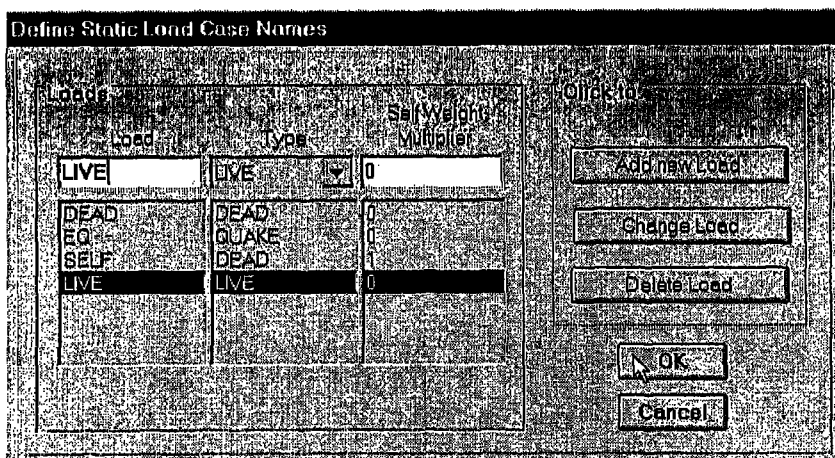 Define Static Load Case Names
Loads
Load Type Self Weight Multiplier
LIVE LIVE 0
DEAD DEAD 0
EQ QUAKE 0
SELF DEAD 1
LIVE LIVE 0
Click to:
Add new Load
Change Load
Delete Load
OK
Cancel